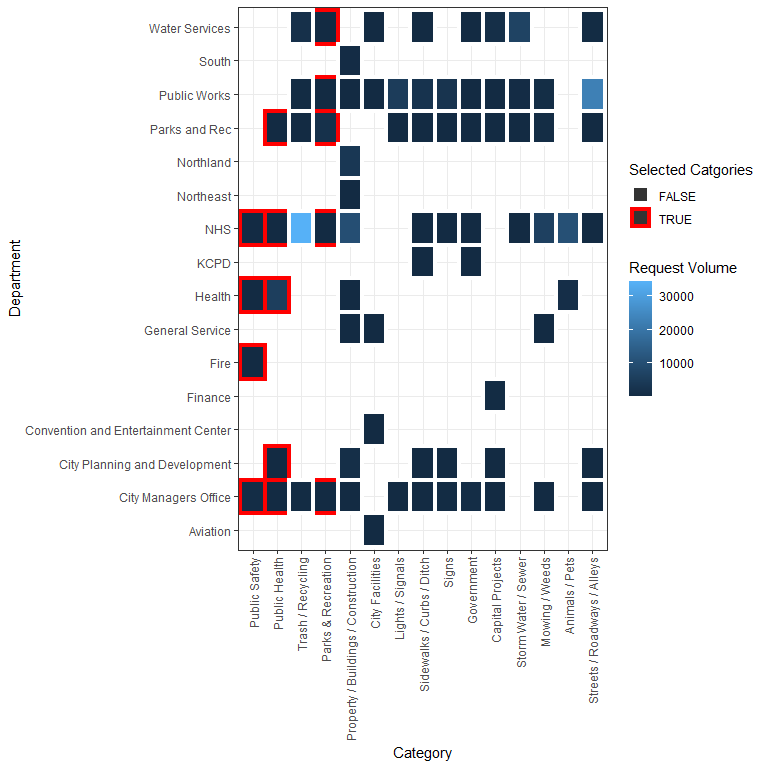 Water Services
South
Public Works
Parks and Rec
Northland
Northeast
NHS
KCPD
Health
General Service
Fire
Finance
Convention and Entertainment Center
City Planning and Development
City Managers Office
Aviation
Department
Public Safety
Public Health
Trash / Recycling
Parks & Recreation
Property / Buildings / Construction
City Facilities
Lights / Signals
Sidewalks / Curbs / Ditch
Signs
Government
Capital Projects
Storm Water / Sewer
Mowing / Weeds
Animals / Pets
Streets / Roadways / Alleys
Category
Selected Catgories
FALSE
TRUE
Request Volume
30000
20000
10000